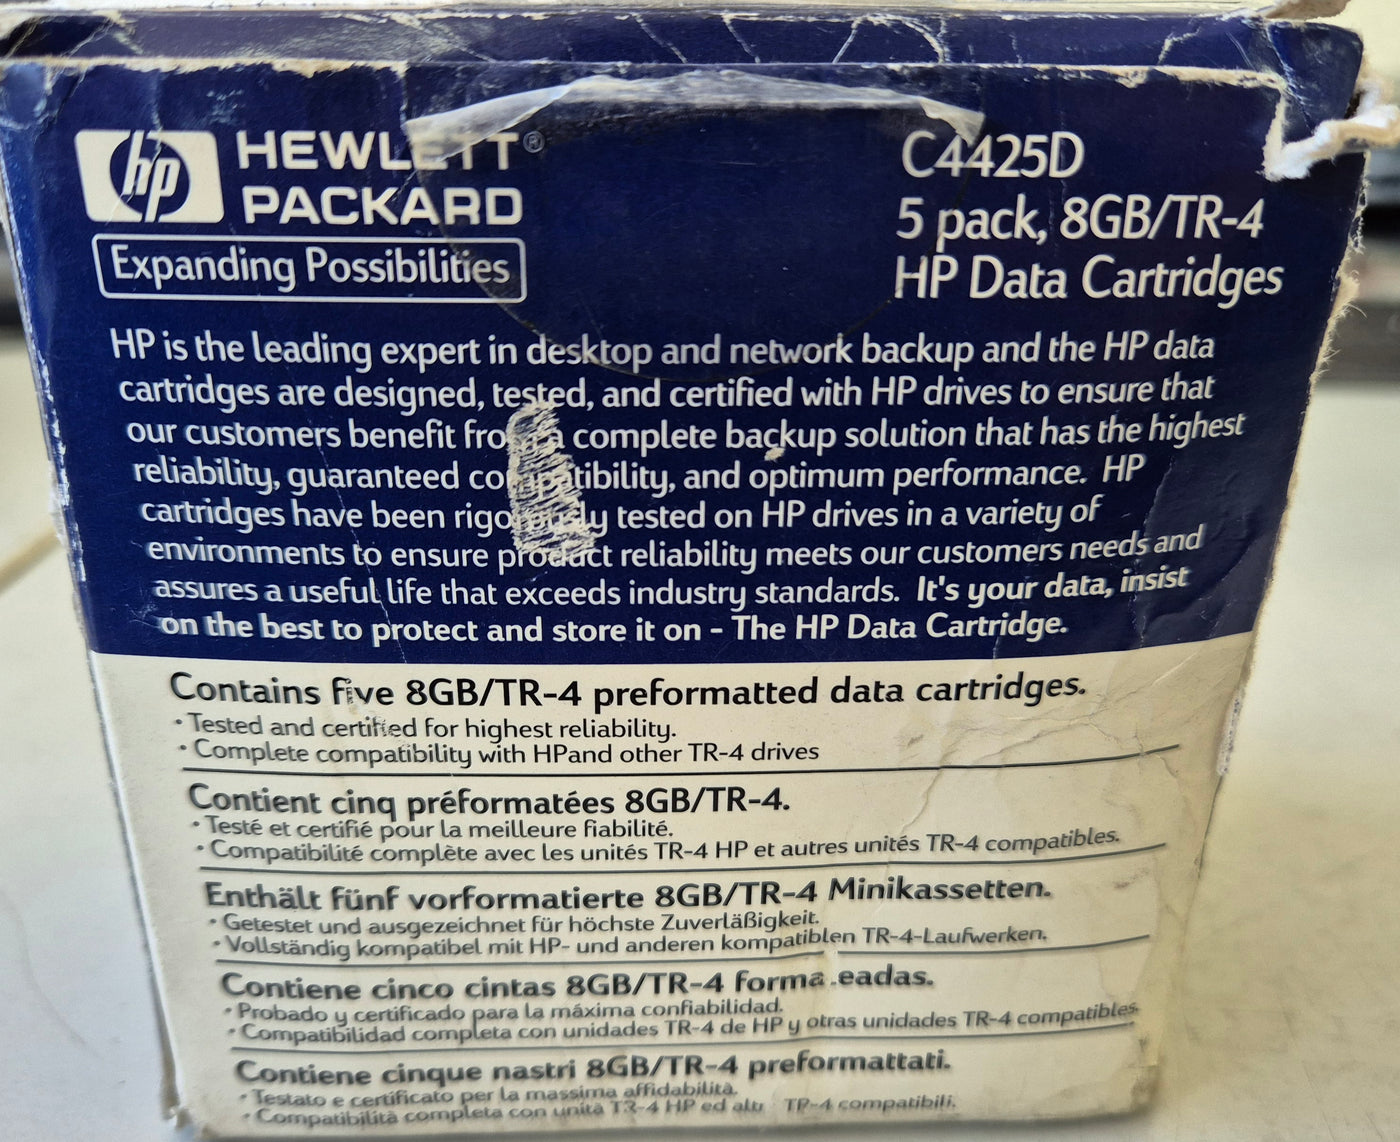 hp HEWLETT®
PACKARD
Expanding Possibilities
C4425D
5 pack, 8GB/TR-4
HP Data Cartridges
HP is the leading expert in desktop and network backup and the HP data
cartridges are designed, tested, and certified with HP drives to ensure that
our customers benefit from a complete backup solution that has the highest
reliability, guaranteed compatibility, and optimum performance. HP
cartridges have been rigorously tested on HP drives in a variety of
environments to ensure product reliability meets our customers needs and
assures a useful life that exceeds industry standards. It's your data, insist
on the best to protect and store it on - The HP Data Cartridge.
Contains five 8GB/TR-4 preformatted data cartridges.
• Tested and certified for highest reliability.
• Complete compatibility with HPand other TR-4 drives
Contient cinq préformatées 8GB/TR-4.
• Testé et certifié pour la meilleure fiabilité.
• Compatibilité complète avec les unités TR-4 HP et autres unités TR-4 compatibles.
Enthält fünf vorformatierte 8GB/TR-4 Minikassetten.
• Getestet und ausgezeichnet für höchste Zuverläßigkeit.
• Vollständig kompatibel mit HP- und anderen kompatiblen TR-4-Laufwerken.
Contiene cinco cintas 8GB/TR-4 formateadas.
• Probado y certificado para la máxima confiabilidad.
• Compatibilidad completa con unidades TR-4 de HP y otras unidades TR-4 compatibles.
Contiene cinque nastri 8GB/TR-4 preformattati.
• Testato e certificato per la massima affidabilità.
• Compatibilità completa con unità TR-4 HP ed altre TR-4 compatibili.